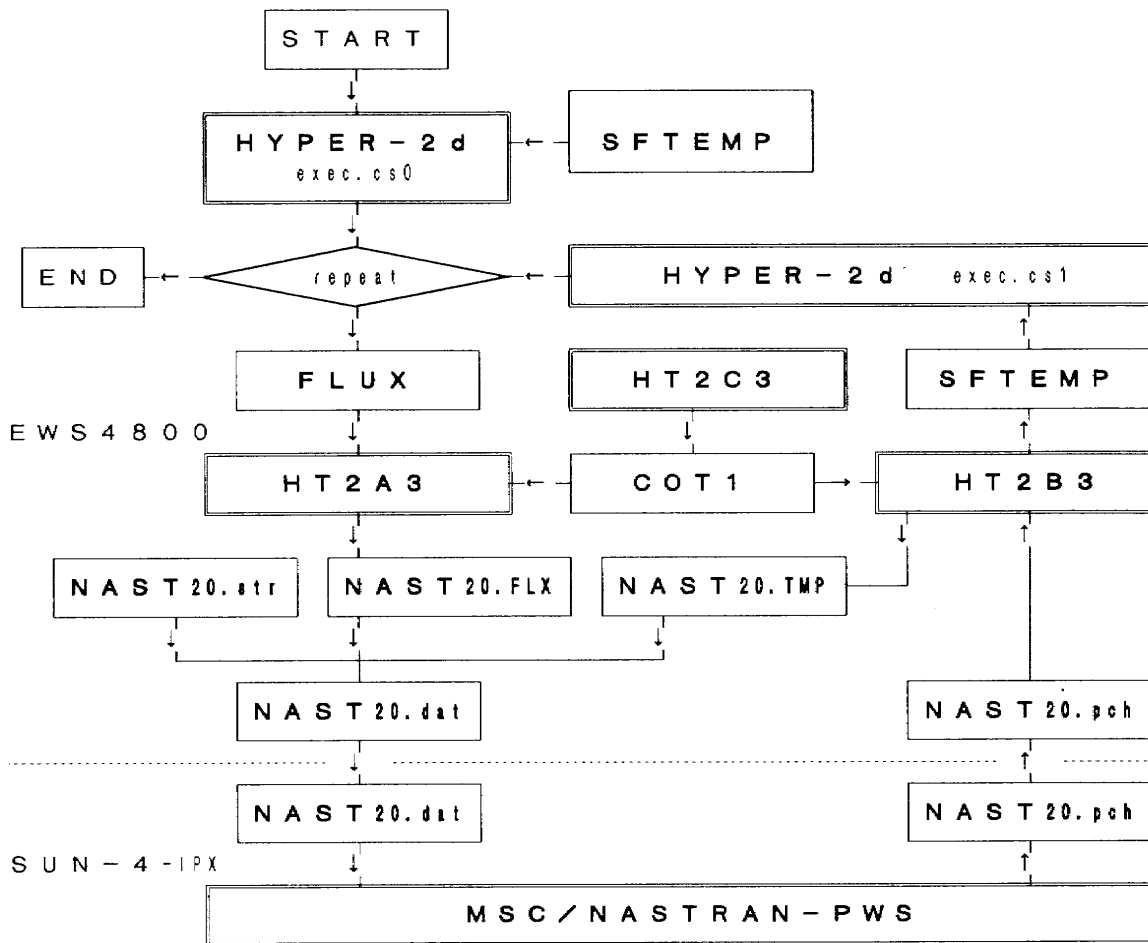 START
HYPER-2d
exec.cs0
SFTEMP
END
repeat
HYPER-2d exec.cs1
FLUX
HT2C3
SFTEMP
EWS4800
HT2A3
COT1
HT2B3
NAST20.str
NAST20.FLX
NAST20.TMP
NAST20.dat
NAST20.pch
NAST20.dat
NAST20.pch
SUN-4-IPX
MSC/NASTRAN-PWS